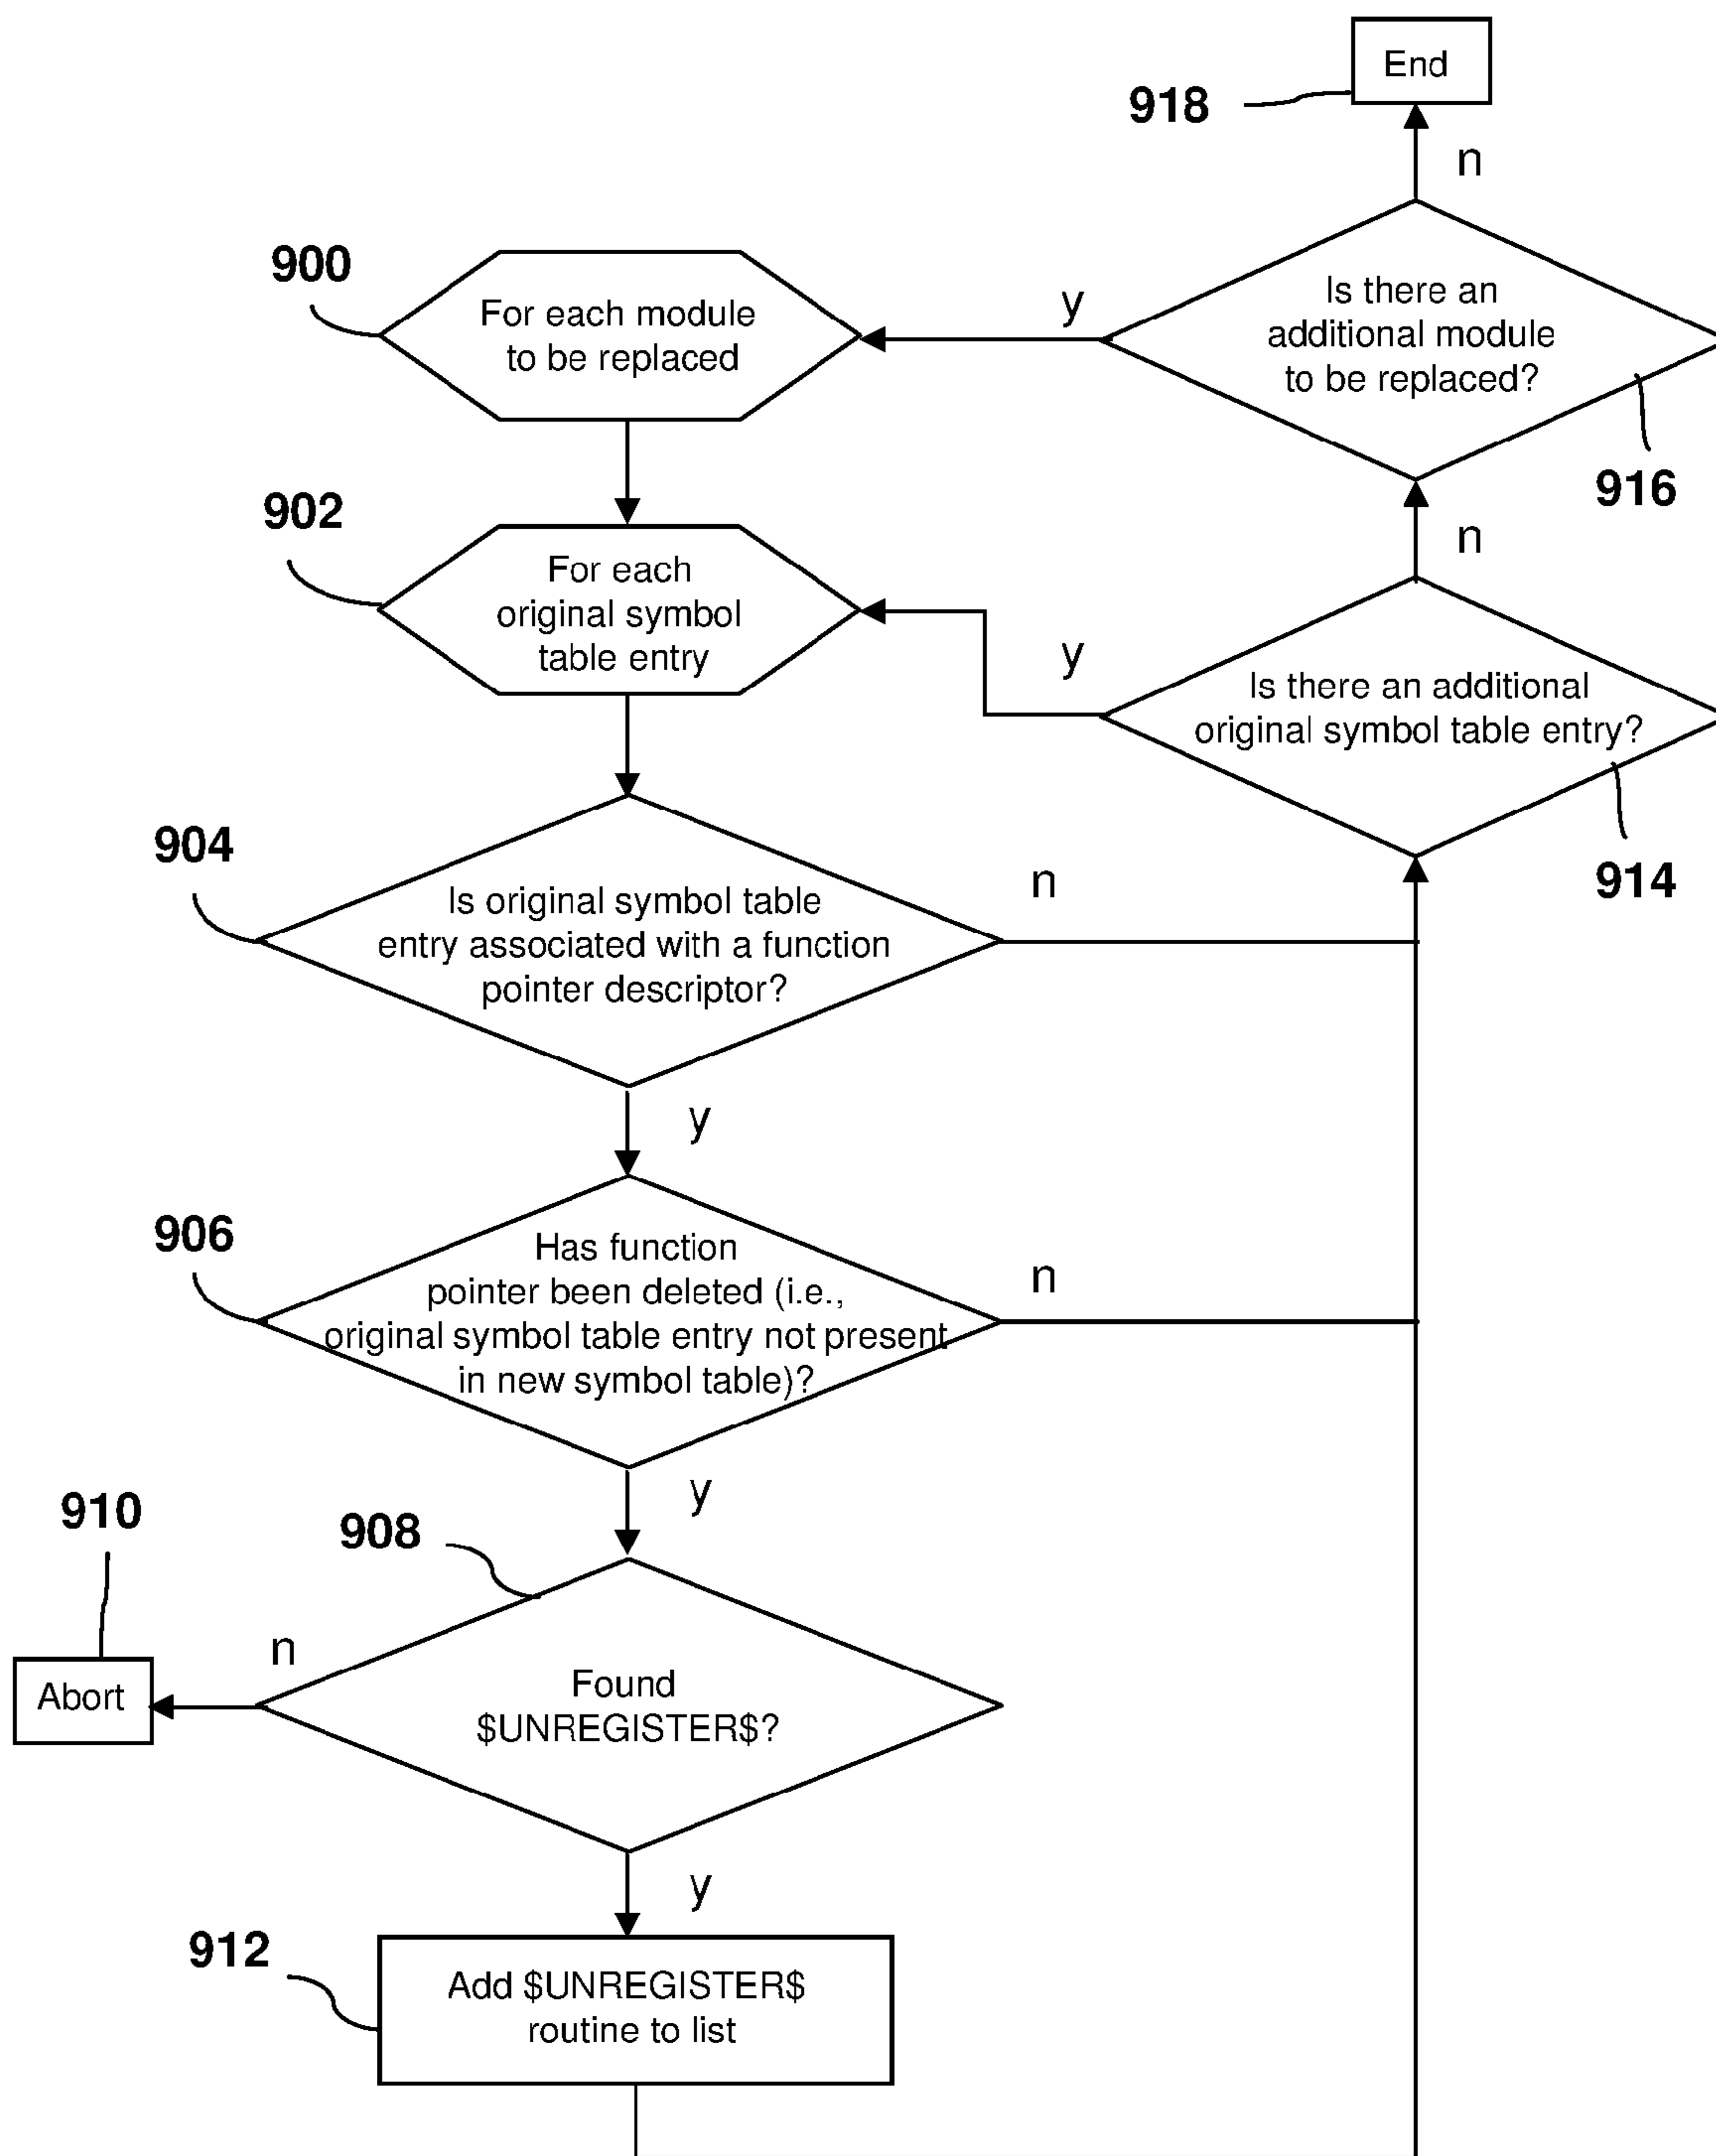 End
918
n
900
For each module
to be replaced
y
Is there an
additional module
to be replaced?
916
902
For each
original symbol
table entry
n
y
Is there an additional
original symbol table entry?
914
904
Is original symbol table
entry associated with a function
pointer descriptor?
n
y
906
Has function
pointer been deleted (i.e.,
original symbol table entry not present
in new symbol table)?
n
y
910
908
n
Abort
Found
$UNREGISTER$?
y
912
Add $UNREGISTER$
routine to list